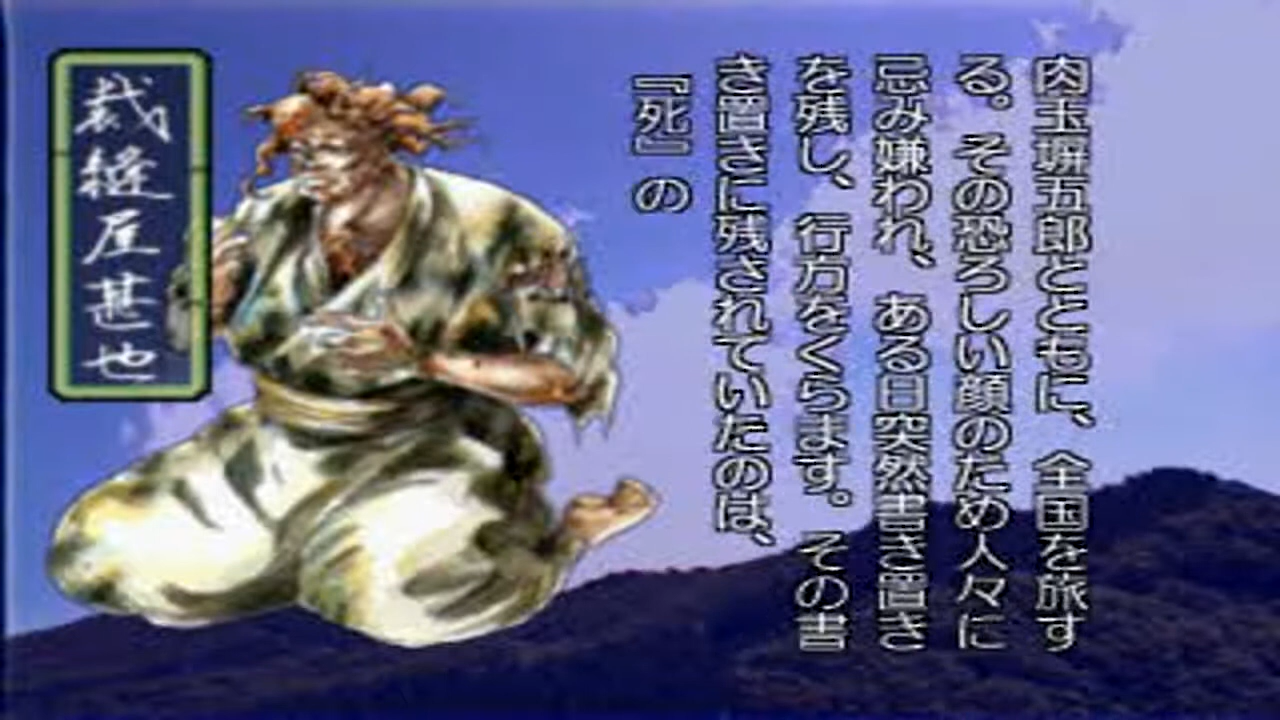 肉玉塀五郎とともに、全国を旅す
る。その恐ろしい顔のため人々に
忌み嫌われ、ある日突然書き置き
を残し、行方をくらます。その書
き置きに残されていたのは、
『死』の
裁縫屋甚也